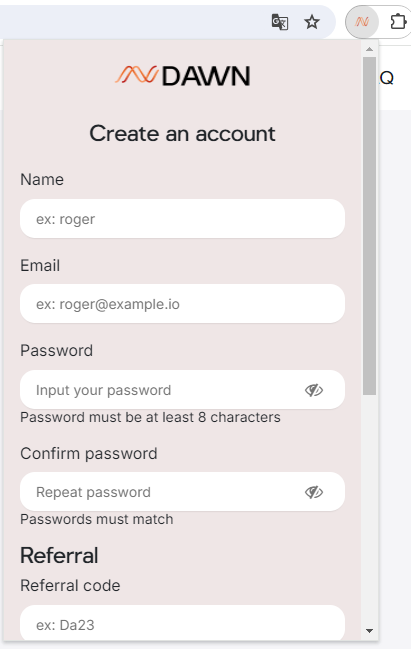 Q
DAWN
Create an account
Name
ex: roger
Email
ex: roger@example.io
Password
Input your password
Password must be at least 8 characters
Confirm password
Repeat password
Passwords must match
Referral
Referral code
ex: Da23